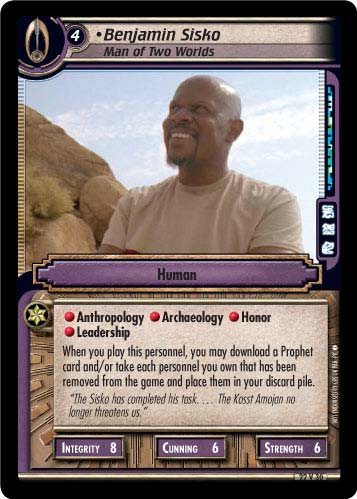 4
•Benjamin Sisko
Man of Two Worlds
Human
Anthropology Archaeology Honor
Leadership
When you play this personnel, you may download a Prophet
card and/or take each personnel you own that has been
removed from the game and place them in your discard pile.
"The Sisko has completed his task. ... The Kosst Amojan no
longer threatens us."
INTEGRITY 8 CUNNING 6 STRENGTH 6
22 V 30